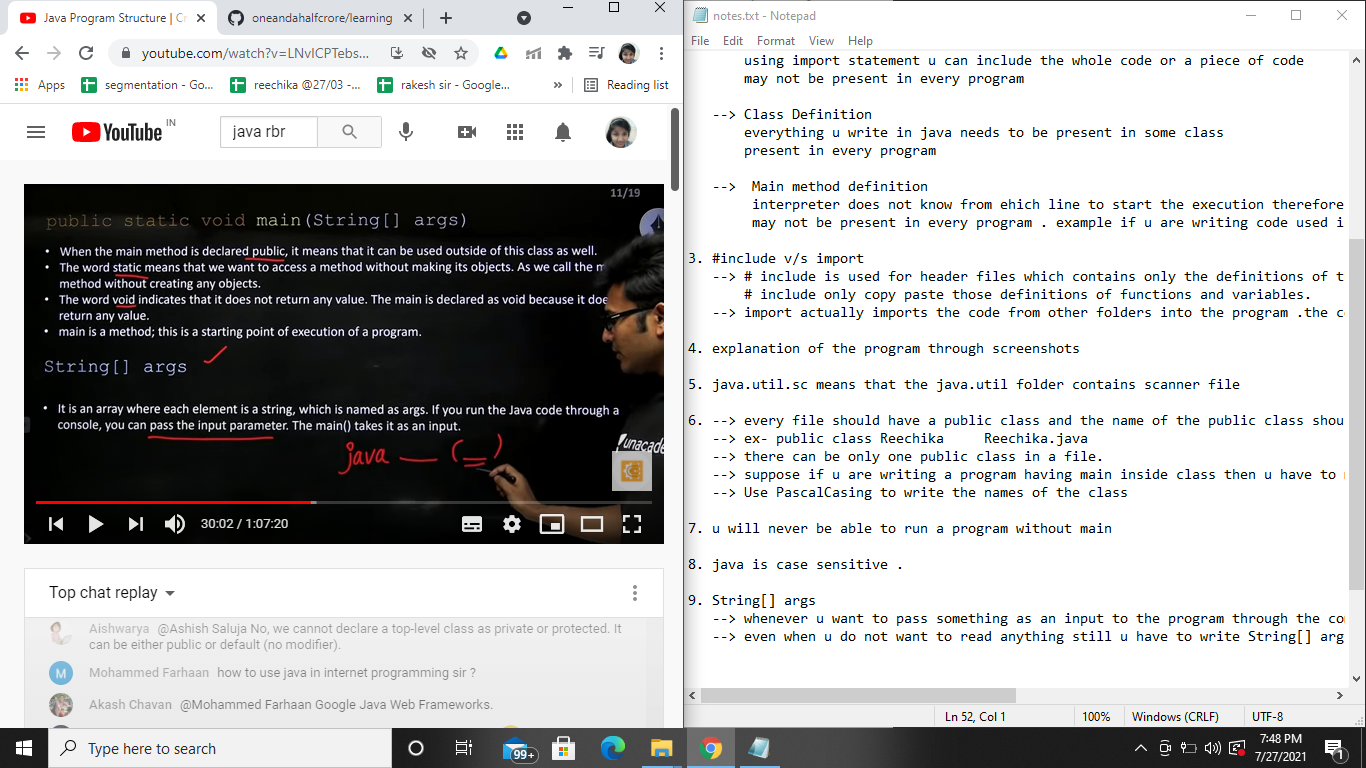 Java Program Structure | Cr
oneandahalfcrore/learning
youtube.com/watch?v=LNvlCPTebs...
Apps
segmentation - Go...
reechika @27/03 -...
rakesh sir - Google...
»
Reading list
YouTube IN
java rbr
11/19
public static void main(String[] args)
• When the main method is declared public, it means that it can be used outside of this class as well.
• The word static means that we want to access a method without making its objects. As we call the m
method without creating any objects.
• The word void indicates that it does not return any value. The main is declared as void because it doe
return any value.
• main is a method; this is a starting point of execution of a program.
String[] args
• It is an array where each element is a string, which is named as args. If you run the Java code through a
console, you can pass the input parameter. The main() takes it as an input.
java — (=)
unacade
30:02 / 1:07:20
Top chat replay
Aishwarya @Ashish Saluja No, we cannot declare a top-level class as private or protected. It
can be either public or default (no modifier).
M
Mohammed Farhaan how to use java in internet programming sir ?
Akash Chavan @Mohammed Farhaan Google Java Web Frameworks.
notes.txt - Notepad
File Edit Format View Help
using import statement u can include the whole code or a piece of code
may not be present in every program
--> Class Definition
everything u write in java needs to be present in some class
present in every program
--> Main method definition
interpreter does not know from ehich line to start the execution therefore
may not be present in every program . example if u are writing code used i
3. #include v/s import
--> # include is used for header files which contains only the definitions of t
# include only copy paste those definitions of functions and variables.
--> import actually imports the code from other folders into the program .the co
4. explanation of the program through screenshots
5. java.util.sc means that the java.util folder contains scanner file
6. --> every file should have a public class and the name of the public class shou
--> ex- public class Reechika Reechika.java
--> there can be only one public class in a file.
--> suppose if u are writing a program having main inside class then u have to
--> Use PascalCasing to write the names of the class
7. u will never be able to run a program without main
8. java is case sensitive .
9. String[] args
--> whenever u want to pass something as an input to the program through the co
--> even when u do not want to read anything still u have to write String[] arg
Ln 52, Col 1
100%
Windows (CRLF)
UTF-8
Type here to search
99+
7:48 PM
7/27/2021
1